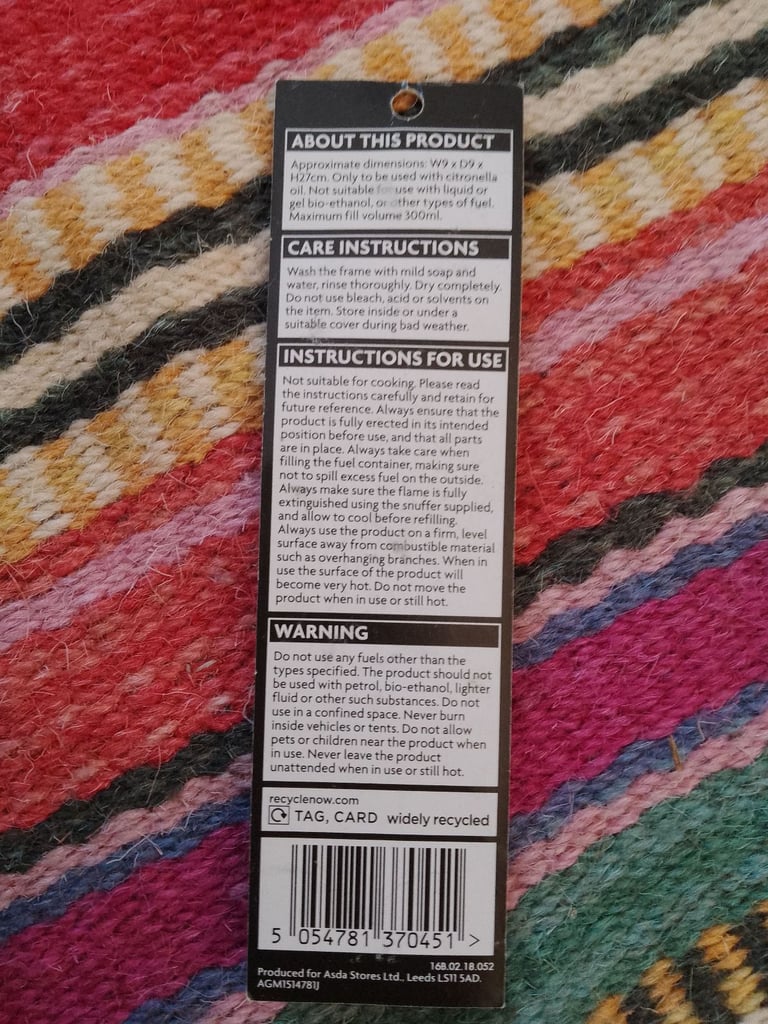 ABOUT THIS PRODUCT
Approximate dimensions: W9 x D9 x
H27cm. Only to be used with citronella
oil. Not suitable for use with liquid or
gel bio-ethanol, or other types of fuel.
Maximum fill volume 300ml.
CARE INSTRUCTIONS
Wash the frame with mild soap and
water, rinse thoroughly. Dry completely.
Do not use bleach, acid or solvents on
the item. Store inside or under a
suitable cover during bad weather.
INSTRUCTIONS FOR USE
Not suitable for cooking. Please read
the instructions carefully and retain for
future reference. Always ensure that the
product is fully erected in its intended
position before use, and that all parts
are in place. Always take care when
filling the fuel container, making sure
not to spill excess fuel on the outside.
Always make sure the flame is fully
extinguished using the snuffer supplied,
and allow to cool before refilling.
Always use the product on a firm, level
surface away from combustible material
such as overhanging branches. When in
use the surface of the product will
become very hot. Do not move the
product when in use or still hot.
WARNING
Do not use any fuels other than the
types specified. The product should not
be used with petrol, bio-ethanol, lighter
fluid or other such substances. Do not
use in a confined space. Never burn
inside vehicles or tents. Do not allow
pets or children near the product when
in use. Never leave the product
unattended when in use or still hot.
recyclenow.com
TAG, CARD widely recycled
5 054781 370451 >
16B.02.18.052
Produced for Asda Stores Ltd., Leeds LS11 5AD.
AGM1514781J